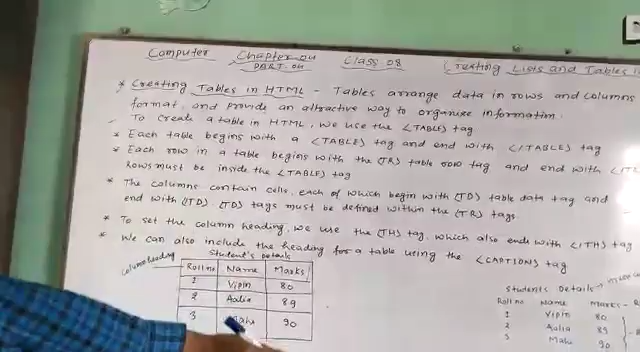 Computer Chapter 04 Class 08 Creating Lists and Tables
PART-04
* Creating Tables in HTML - Tables arrange data in rows and columns
format, and provide an attractive way to organise information.
To create a table in HTML, we use the <TABLE> tag
* Each table begins with a <TABLE> tag and end with </TABLE> tag
* Each row in a table begins with the <TR> table row tag and end with </T
Rows must be inside the <TABLE> tag
* The columns contain cells, each of which begin with <TD> table data tag and
end with </TD>. <TD> tags must be defined within the <TR> tags.
* To set the column heading, we use the <TH> tag, which also ends with </TH> tag
* We can also include the heading for a table using the <CAPTION> tag
Student's Details
column heading
Roll no Name Marks
1 Vipin 80
2 Aalia 89
3 Mahi 90
Students Details
Roll no Name Marks
1 Vipin 80
2 Aalia 89
3 Mahi 90